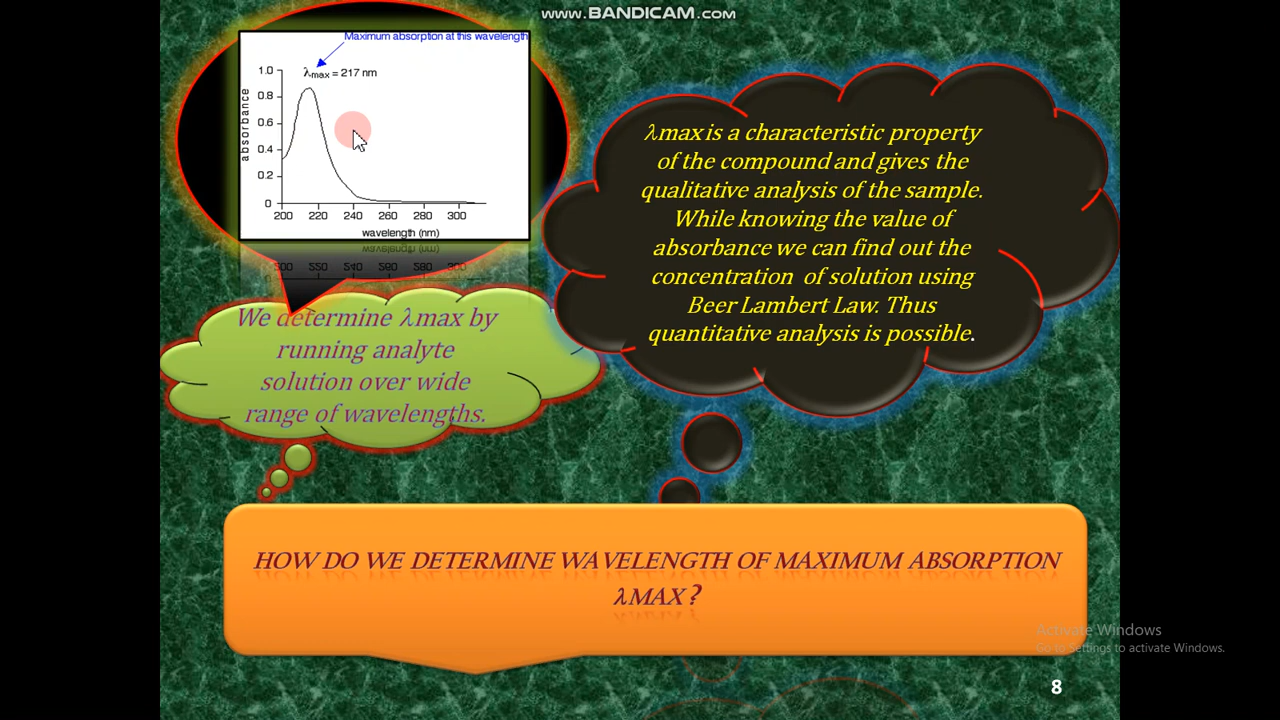 www.BANDICAM.com
Maximum absorption at this wavelength
λmax = 217 nm
absorbance
1.0
0.8
0.6
0.4
0.2
0
200 220 240 260 280 300
wavelength (nm)
λmax is a characteristic property
of the compound and gives the
qualitative analysis of the sample.
While knowing the value of
absorbance we can find out the
concentration of solution using
Beer Lambert Law. Thus
quantitative analysis is possible.
We determine λmax by
running analyte
solution over wide
range of wavelengths.
HOW DO WE DETERMINE WAVELENGTH OF MAXIMUM ABSORPTION
λMAX?
Activate Windows
Go to Settings to activate Windows.
8